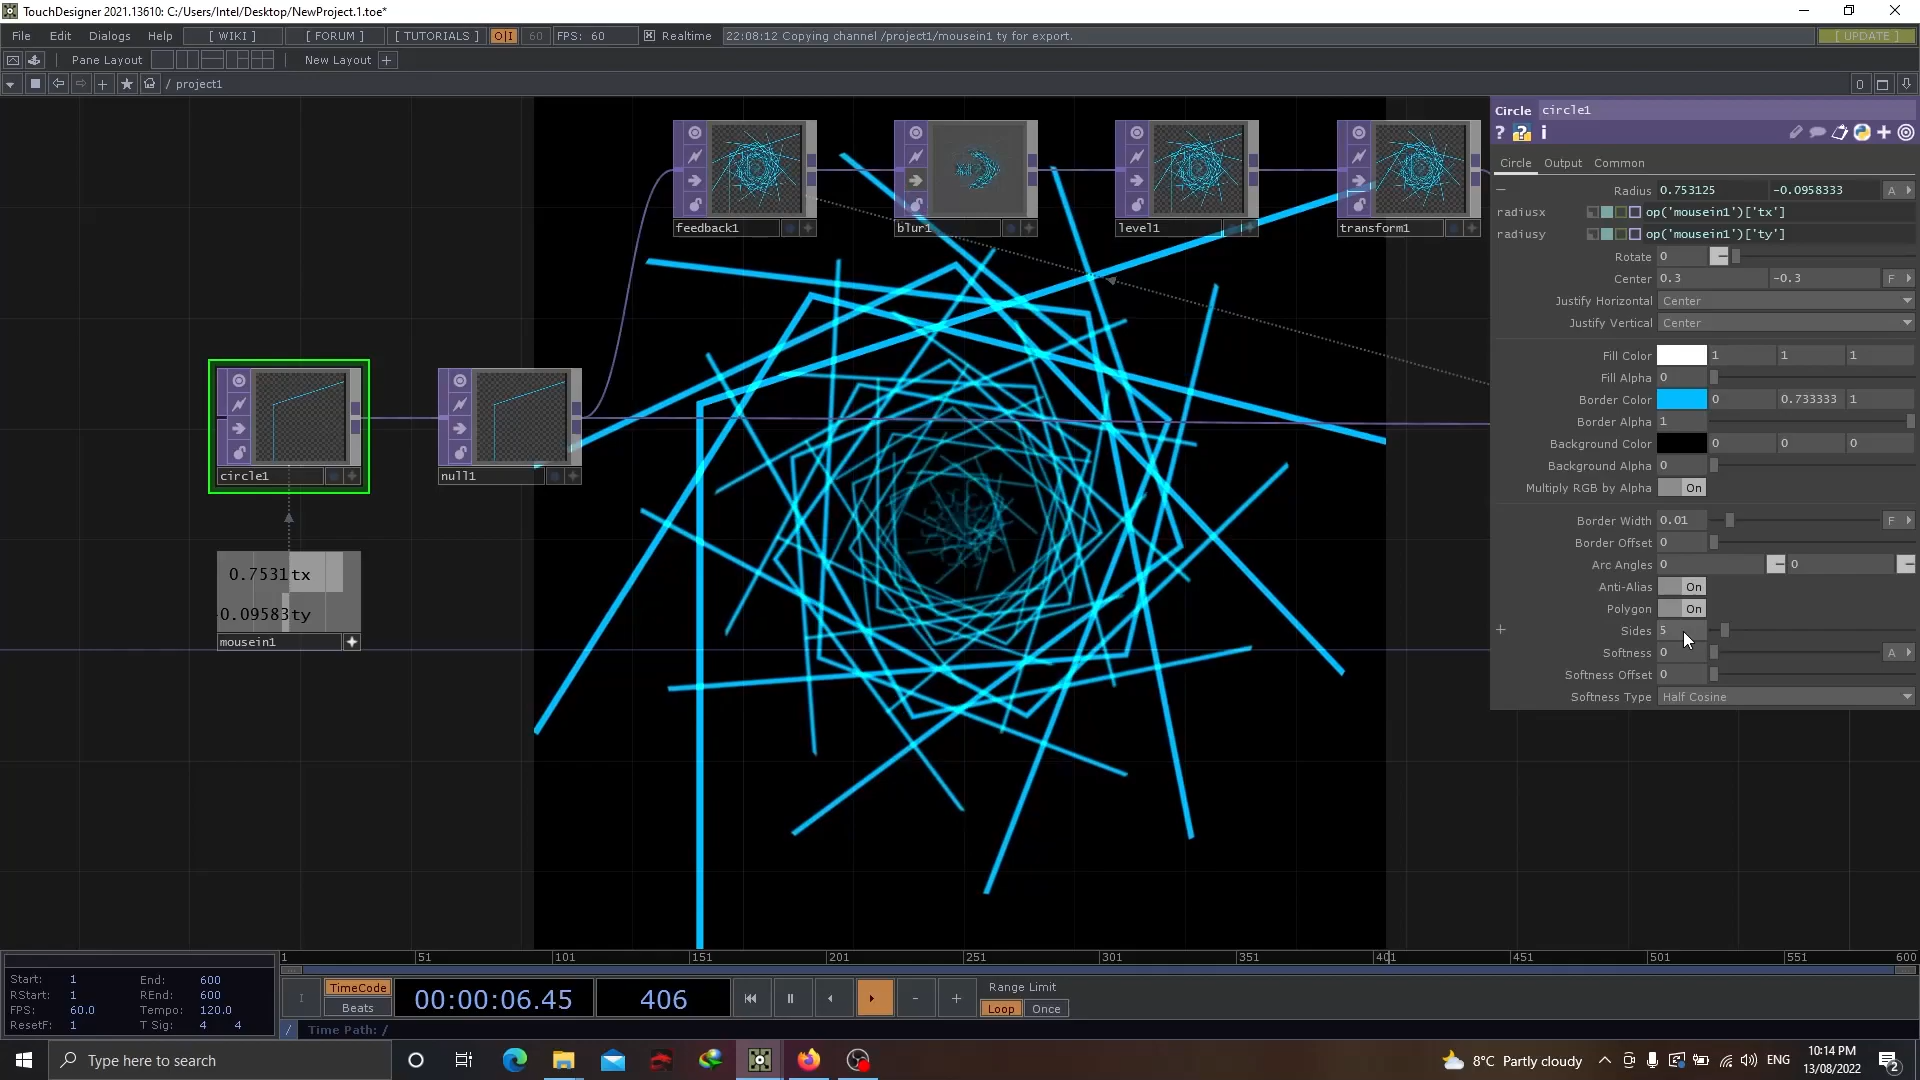 TouchDesigner 2021.13610: C:/Users/Intel/Desktop/NewProject.1.toe*
File Edit Dialogs Help [ WIKI ] [ FORUM ] [ TUTORIALS ] O|I 60 FPS: 60 Realtime 22:08:12 Copying channel /project1/mousein1 ty for export. [ UPDATE ]
Pane Layout New Layout +
/ project1 0
Circle circle1
? ? i
Circle Output Common
Radius 0.753125 -0.0958333 A
radiusx op('mousein1')['tx']
radiusy op('mousein1')['ty']
Rotate 0
Center 0.3 -0.3 F
Justify Horizontal Center
Justify Vertical Center
Fill Color 1 1 1
Fill Alpha 0
Border Color 0 0.733333 1
Border Alpha 1
Background Color 0 0 0
Background Alpha 0
Multiply RGB by Alpha On
Border Width 0.01 F
Border Offset 0
Arc Angles 0 0
Anti-Alias On
Polygon On
Sides 5
Softness 0 A
Softness Offset 0
Softness Type Half Cosine
feedback1 blur1 level1 transform1
circle1 null1
0.7531 tx
-0.09583 ty
mousein1
1 51 101 151 201 251 301 351 401 451 501 551 600
Start: 1 End: 600
RStart: 1 REnd: 600
FPS: 60.0 Tempo: 120.0
ResetF: 1 T Sig: 4 4
TimeCode
Beats
00:00:06.45 406
Range Limit
Loop Once
/ Time Path: /
Type here to search
8°C Partly cloudy ENG 10:14 PM
13/08/2022
2